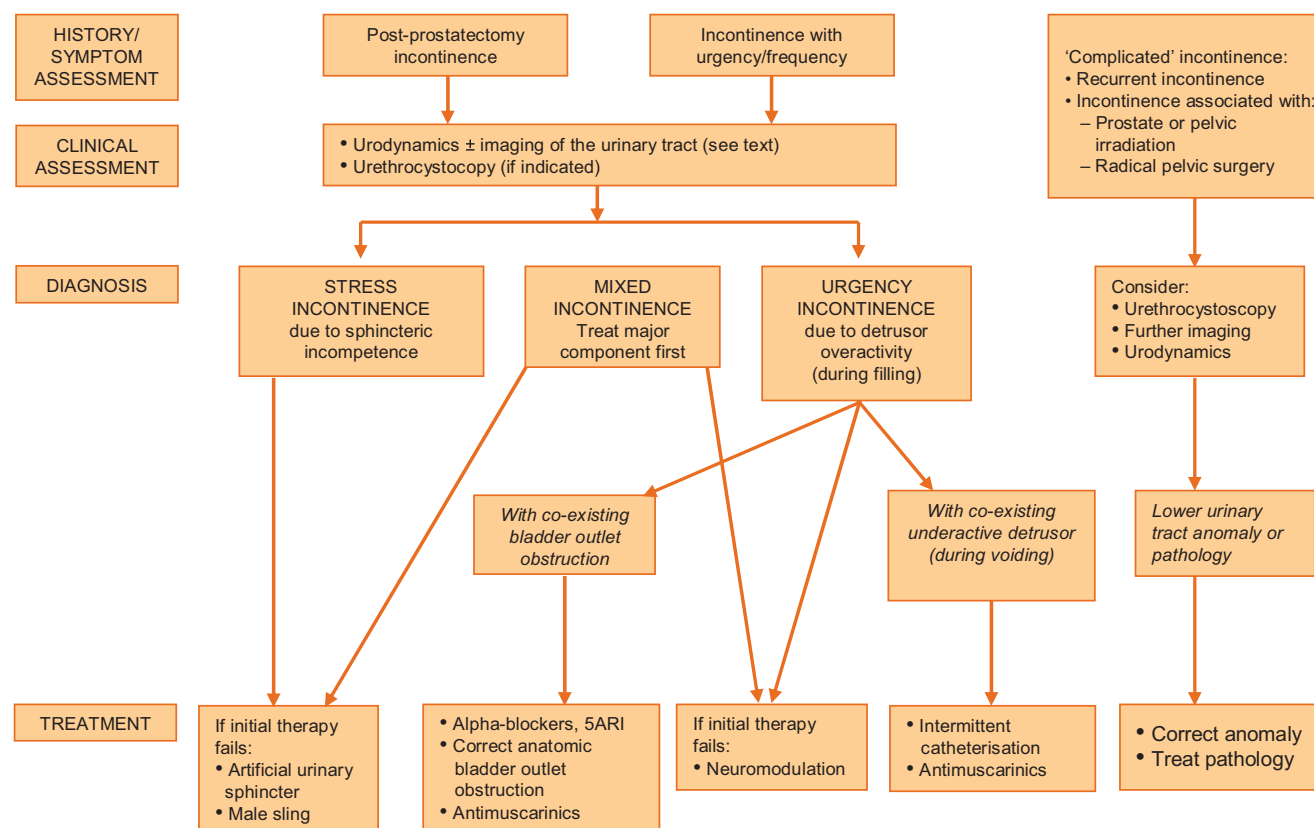 HISTORY/
SYMPTOM
ASSESSMENT
Post-prostatectomy
incontinence
Incontinence with
urgency/frequency
‘Complicated’ incontinence:
• Recurrent incontinence
• Incontinence associated with:
– Prostate or pelvic
irradiation
– Radical pelvic surgery
CLINICAL
ASSESSMENT
• Urodynamics ± imaging of the urinary tract (see text)
• Urethrocystocopy (if indicated)
DIAGNOSIS
STRESS
INCONTINENCE
due to sphincteric
incompetence
MIXED
INCONTINENCE
Treat major
component first
URGENCY
INCONTINENCE
due to detrusor
overactivity
(during filling)
Consider:
• Urethrocystoscopy
• Further imaging
• Urodynamics
With co-existing
bladder outlet
obstruction
With co-existing
underactive detrusor
(during voiding)
Lower urinary
tract anomaly or
pathology
TREATMENT
If initial therapy
fails:
• Artificial urinary
sphincter
• Male sling
• Alpha-blockers, 5ARI
• Correct anatomic
bladder outlet
obstruction
• Antimuscarinics
If initial therapy
fails:
• Neuromodulation
• Intermittent
catheterisation
• Antimuscarinics
• Correct anomaly
• Treat pathology